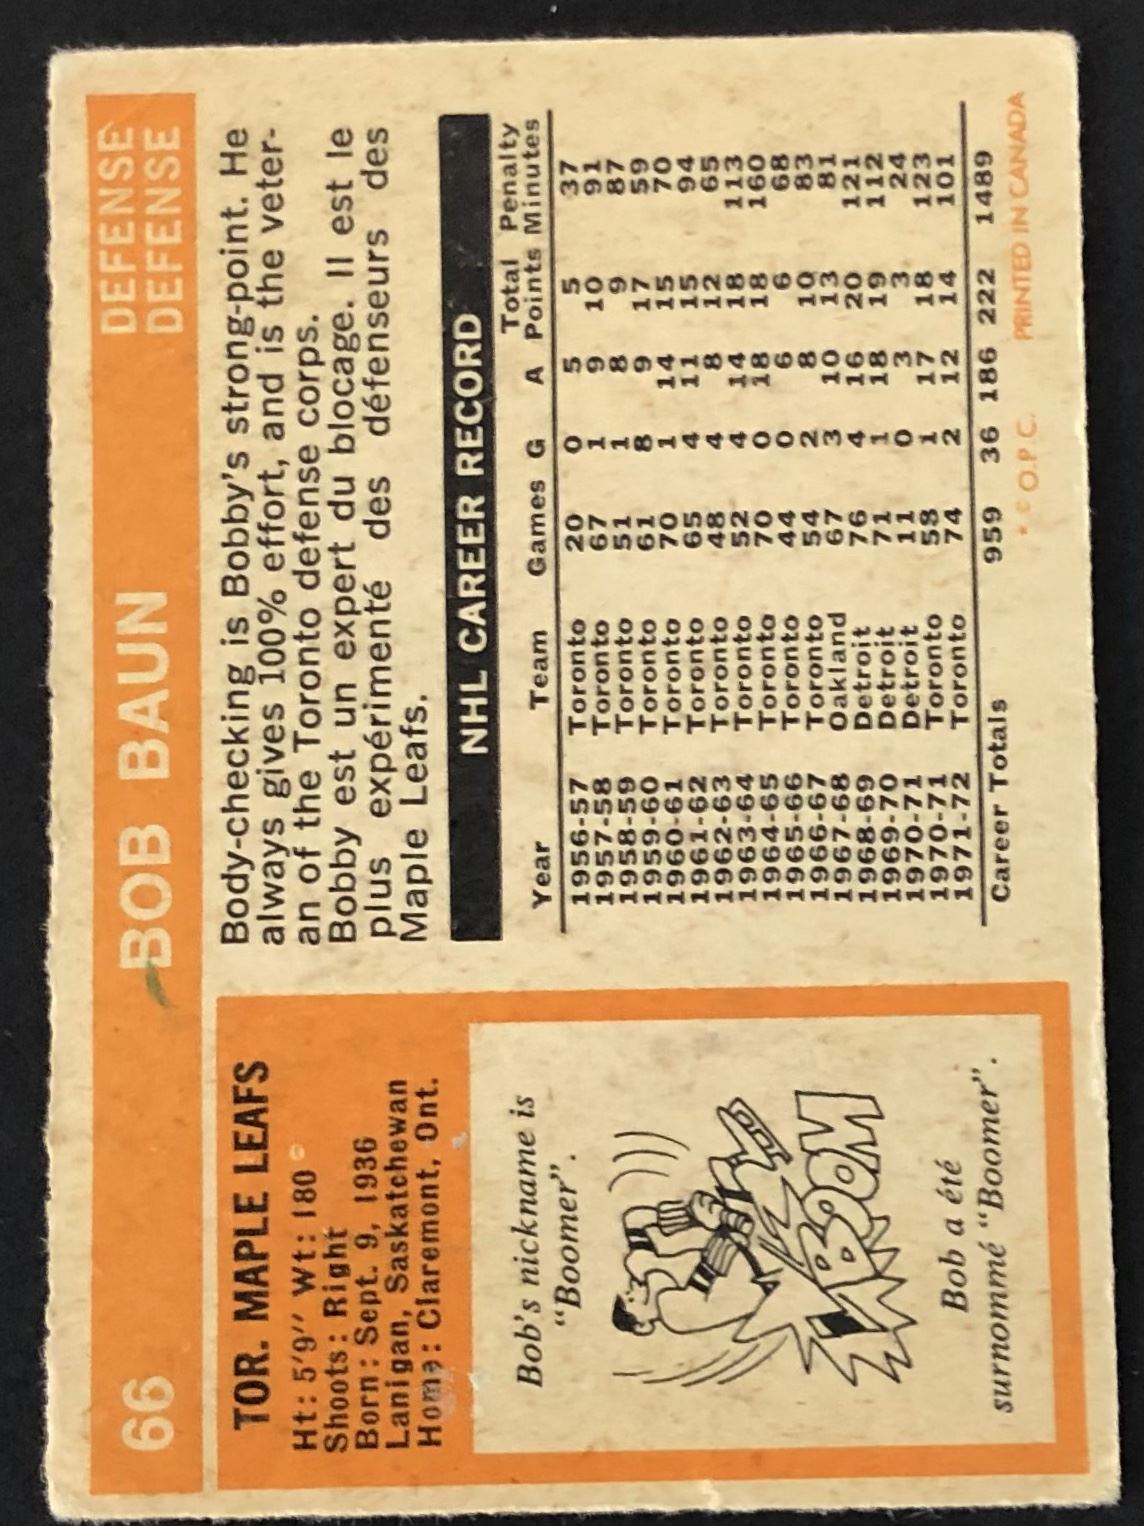 66 BOB BAUN DEFENSE
DEFENSE
TOR. MAPLE LEAFS
Ht: 5'9" Wt: 180
Shoots: Right
Born: Sept. 9, 1936
Lanigan, Saskatchewan
Home: Claremont, Ont.
Bob's nickname is
"Boomer".
BOOM
Bob a été
surnommé "Boomer".
Body-checking is Bobby's strong-point. He
always gives 100% effort, and is the veter-
an of the Toronto defense corps.
Bobby est un expert du blocage. Il est le
plus expérimenté des défenseurs des
Maple Leafs.
NHL CAREER RECORD
Year Team Games G A Total Points Penalty Minutes
1956-57 Toronto 20 0 5 5 37
1957-58 Toronto 67 1 9 10 91
1958-59 Toronto 51 1 8 9 87
1959-60 Toronto 61 8 9 17 59
1960-61 Toronto 70 1 14 15 70
1961-62 Toronto 65 4 11 15 94
1962-63 Toronto 48 4 8 12 65
1963-64 Toronto 52 4 14 18 113
1964-65 Toronto 70 0 18 18 160
1965-66 Toronto 44 0 6 6 68
1966-67 Toronto 54 2 8 10 83
1967-68 Oakland 67 3 10 13 81
1968-69 Detroit 76 4 16 20 121
1969-70 Detroit 71 1 18 19 112
1970-71 Detroit 11 0 3 3 24
1970-71 Toronto 58 1 17 18 123
1971-72 Toronto 74 2 12 14 101
Career Totals 959 36 186 222 1489
* © O.P.C. PRINTED IN CANADA